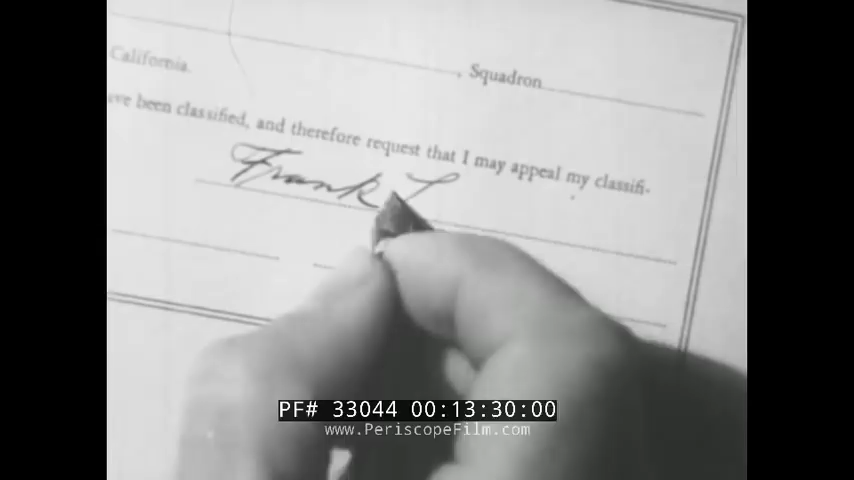 , Squadron
California.
ave been classified, and therefore request that I may appeal my classifi-
Frank L
PF# 33044 00:13:30:00
www.PeriscopeFilm.com